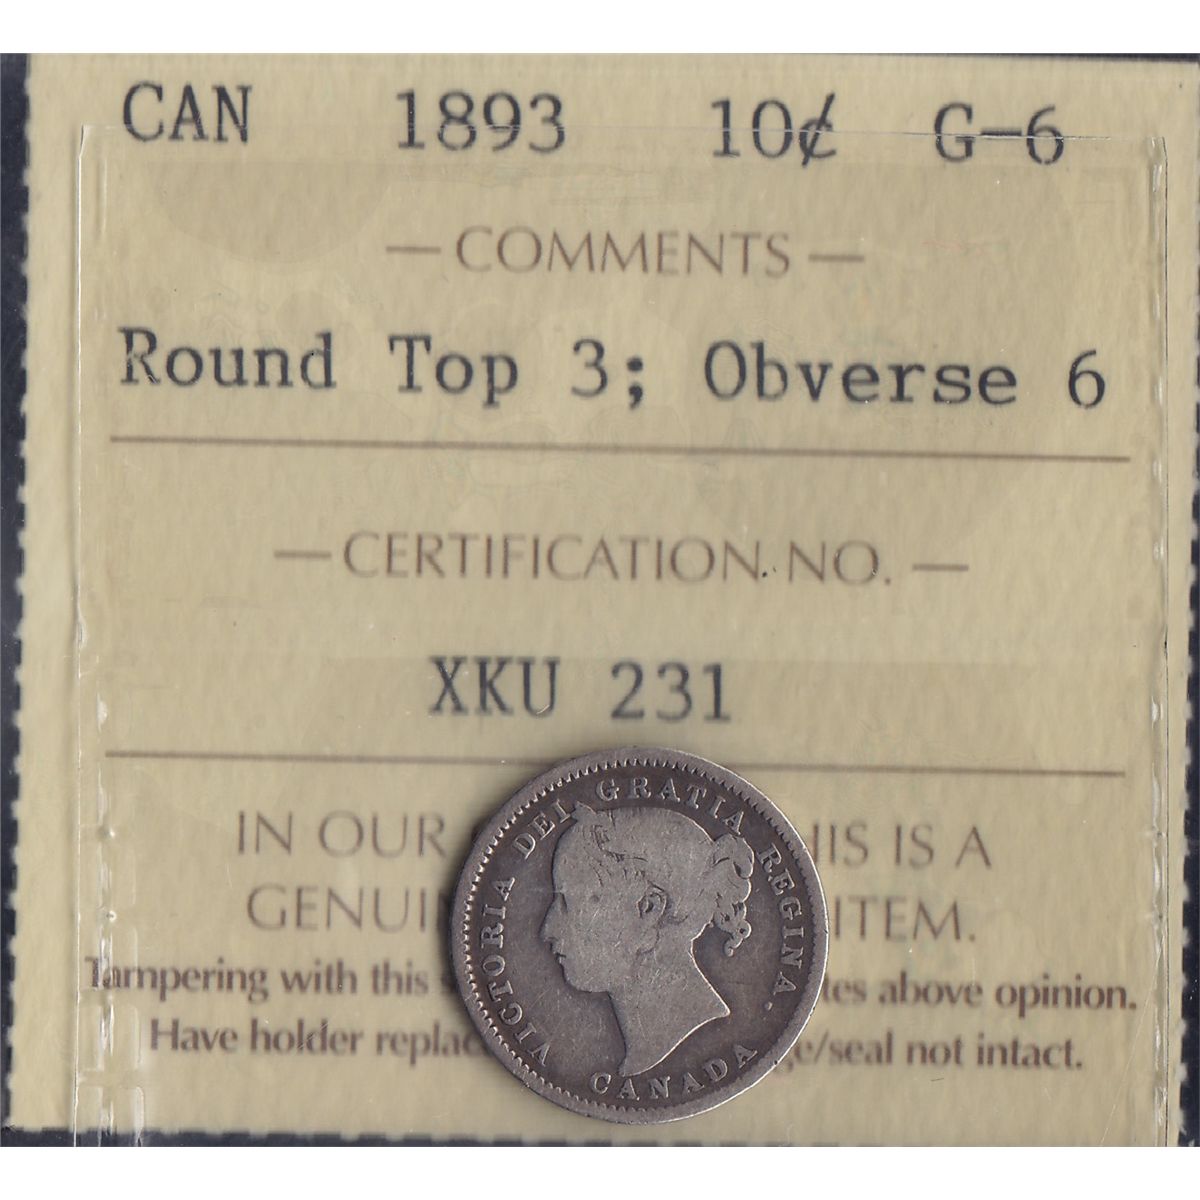 CAN 1893 10¢ G-6
— COMMENTS —
Round Top 3; Obverse 6
— CERTIFICATION NO. —
XKU 231
IN OUR HIS IS A
GENUI ITEM.
Tampering with this tes above opinion.
Have holder replac e/seal not intact.
VICTORIA DEI GRATIA REGINA.
CANADA